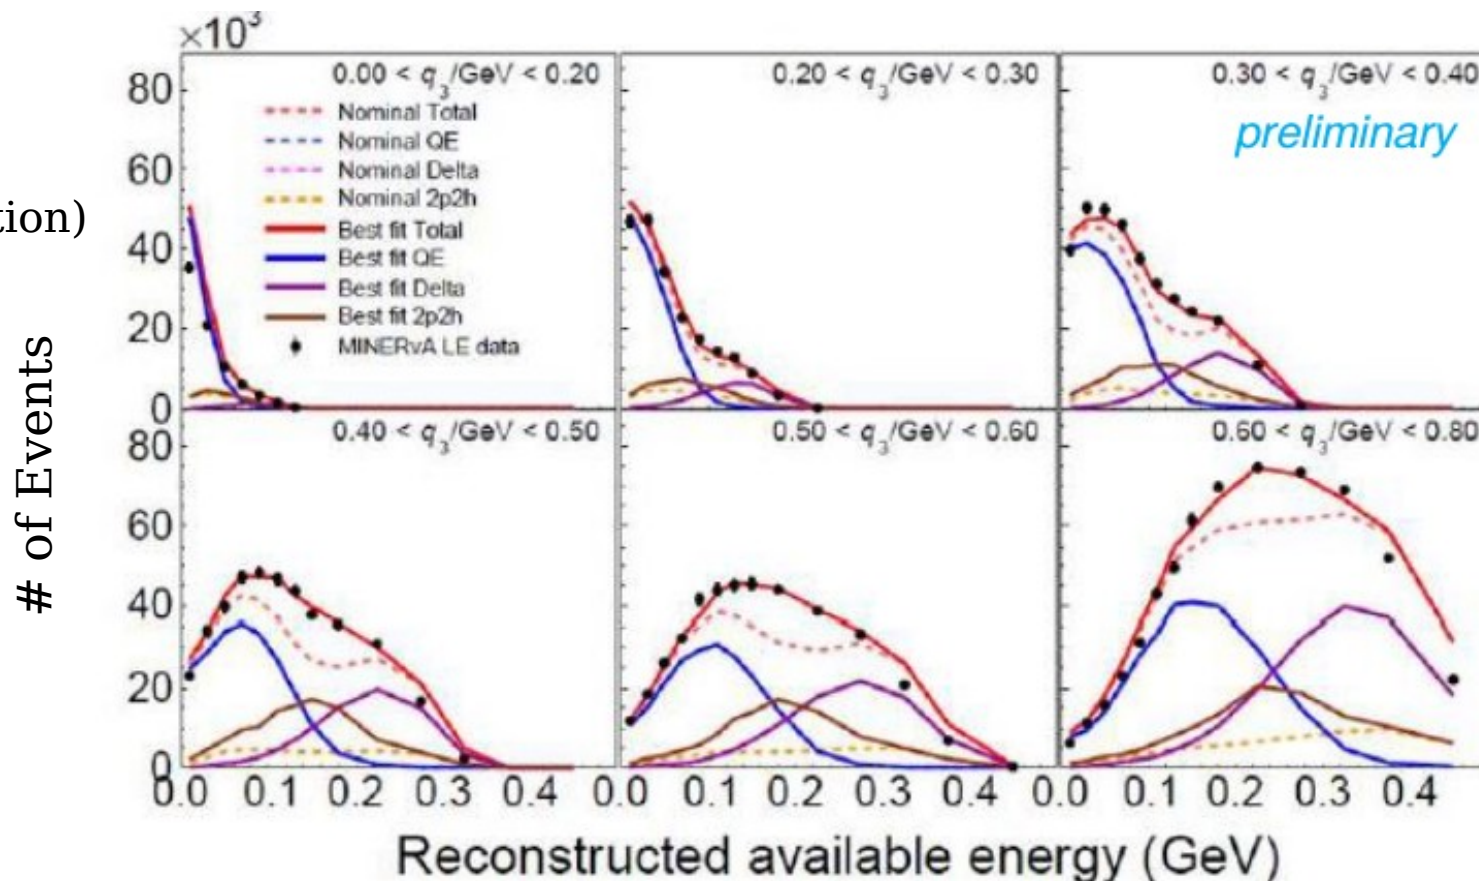 ×10³
0.00 < q₃/GeV < 0.20
0.20 < q₃/GeV < 0.30
0.30 < q₃/GeV < 0.40
preliminary
Nominal Total
Nominal QE
Nominal Delta
Nominal 2p2h
Best fit Total
Best fit QE
Best fit Delta
Best fit 2p2h
MINERvA LE data
tion)
# of Events
80
60
40
20
0
0.40 < q₃/GeV < 0.50
0.50 < q₃/GeV < 0.60
0.60 < q₃/GeV < 0.80
80
60
40
20
0
0.0 0.1 0.2 0.3 0.4
0.0 0.1 0.2 0.3 0.4
0.0 0.1 0.2 0.3 0.4
Reconstructed available energy (GeV)